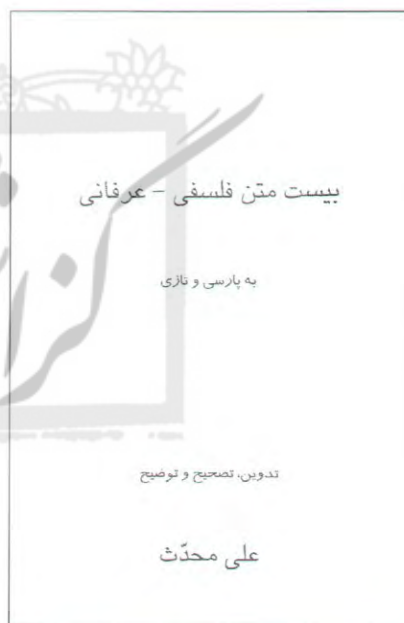 بیست متن فلسفی – عرفانی
به پارسی و تازی
تدوین، تصحیح و توضیح
علی محدّث